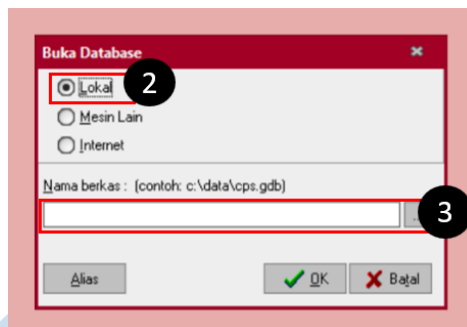 Buka Database
Lokal
2
Mesin Lain
Internet
Nama berkas : (contoh: c:\data\cps.gdb)
3
Alias
OK
Batal